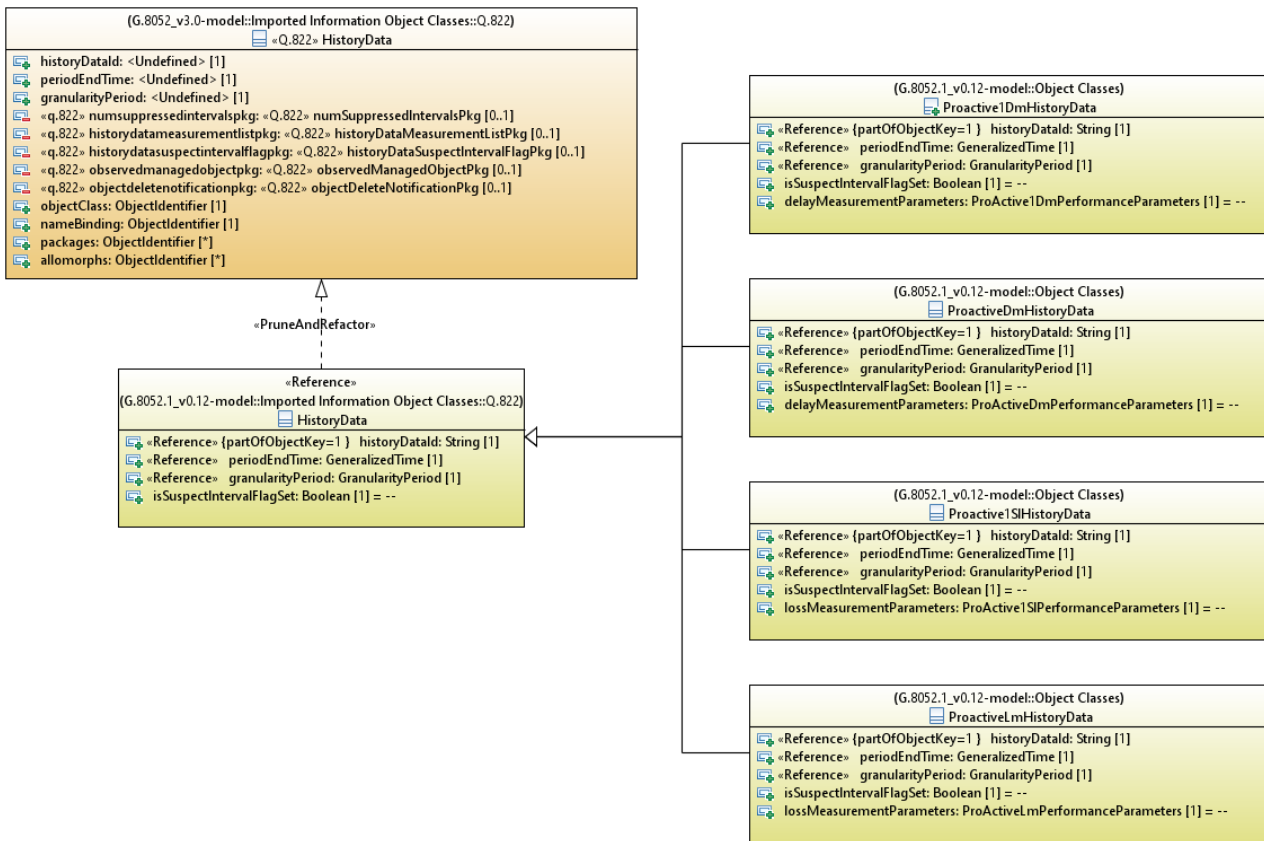 (G.8052_v3.0-model::Imported Information Object Classes::Q.822)
«Q.822» HistoryData
historyDataId: <Undefined> [1]
periodEndTime: <Undefined> [1]
granularityPeriod: <Undefined> [1]
«q.822» numsuppressedintervalspkg: «Q.822» numSuppressedIntervalsPkg [0..1]
«q.822» historydatameasurementlistpkg: «Q.822» historyDataMeasurementListPkg [0..1]
«q.822» historydatasuspectintervalflagpkg: «Q.822» historyDataSuspectIntervalFlagPkg [0..1]
«q.822» observedmanagedobjectpkg: «Q.822» observedManagedObjectPkg [0..1]
«q.822» objectdeletenotificationpkg: «Q.822» objectDeleteNotificationPkg [0..1]
objectClass: ObjectIdentifier [1]
nameBinding: ObjectIdentifier [1]
packages: ObjectIdentifier [*]
allomorphs: ObjectIdentifier [*]
«PruneAndRefactor»
«Reference»
(G.8052.1_v0.12-model::Imported Information Object Classes::Q.822)
HistoryData
«Reference» {partOfObjectKey=1 } historyDataId: String [1]
«Reference» periodEndTime: GeneralizedTime [1]
«Reference» granularityPeriod: GranularityPeriod [1]
isSuspectIntervalFlagSet: Boolean [1] = --
(G.8052.1_v0.12-model::Object Classes)
Proactive1DmHistoryData
«Reference» {partOfObjectKey=1 } historyDataId: String [1]
«Reference» periodEndTime: GeneralizedTime [1]
«Reference» granularityPeriod: GranularityPeriod [1]
isSuspectIntervalFlagSet: Boolean [1] = --
delayMeasurementParameters: ProActive1DmPerformanceParameters [1] = --
(G.8052.1_v0.12-model::Object Classes)
ProactiveDmHistoryData
«Reference» {partOfObjectKey=1 } historyDataId: String [1]
«Reference» periodEndTime: GeneralizedTime [1]
«Reference» granularityPeriod: GranularityPeriod [1]
isSuspectIntervalFlagSet: Boolean [1] = --
delayMeasurementParameters: ProActiveDmPerformanceParameters [1] = --
(G.8052.1_v0.12-model::Object Classes)
Proactive1SlHistoryData
«Reference» {partOfObjectKey=1 } historyDataId: String [1]
«Reference» periodEndTime: GeneralizedTime [1]
«Reference» granularityPeriod: GranularityPeriod [1]
isSuspectIntervalFlagSet: Boolean [1] = --
lossMeasurementParameters: ProActive1SlPerformanceParameters [1] = --
(G.8052.1_v0.12-model::Object Classes)
ProactiveLmHistoryData
«Reference» {partOfObjectKey=1 } historyDataId: String [1]
«Reference» periodEndTime: GeneralizedTime [1]
«Reference» granularityPeriod: GranularityPeriod [1]
isSuspectIntervalFlagSet: Boolean [1] = --
lossMeasurementParameters: ProActiveLmPerformanceParameters [1] = --